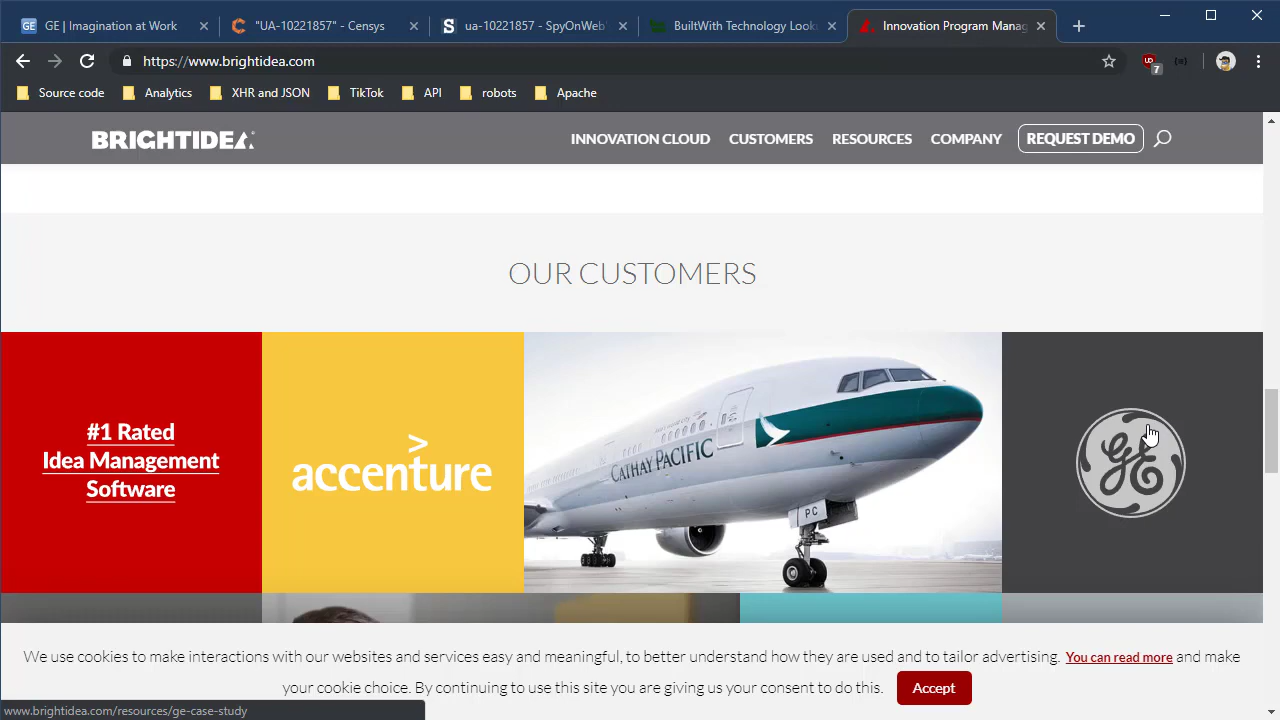 GE | Imagination at Work
"UA-10221857" - Censys
ua-10221857 - SpyOnWeb
BuiltWith Technology Look
Innovation Program Manag
https://www.brightidea.com
7
Source code
Analytics
XHR and JSON
TikTok
API
robots
Apache
BRIGHTIDEA
INNOVATION CLOUD
CUSTOMERS
RESOURCES
COMPANY
REQUEST DEMO
OUR CUSTOMERS
#1 Rated
Idea Management
Software
>
accenture
CATHAY PACIFIC
PC
GE
We use cookies to make interactions with our websites and services easy and meaningful, to better understand how they are used and to tailor advertising. You can read more and make
your cookie choice. By continuing to use this site you are giving us your consent to do this. Accept
www.brightidea.com/resources/ge-case-study